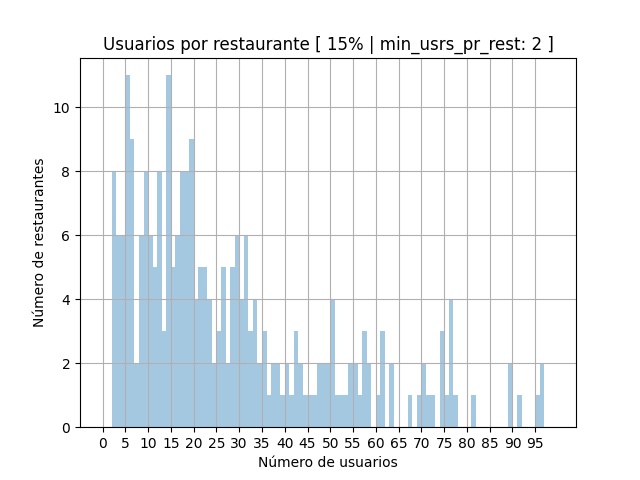 Usuarios por restaurante [ 15% | min_usrs_pr_rest: 2 ]
Número de restaurantes
10
8
6
4
2
0
0 5 10 15 20 25 30 35 40 45 50 55 60 65 70 75 80 85 90 95
Número de usuarios